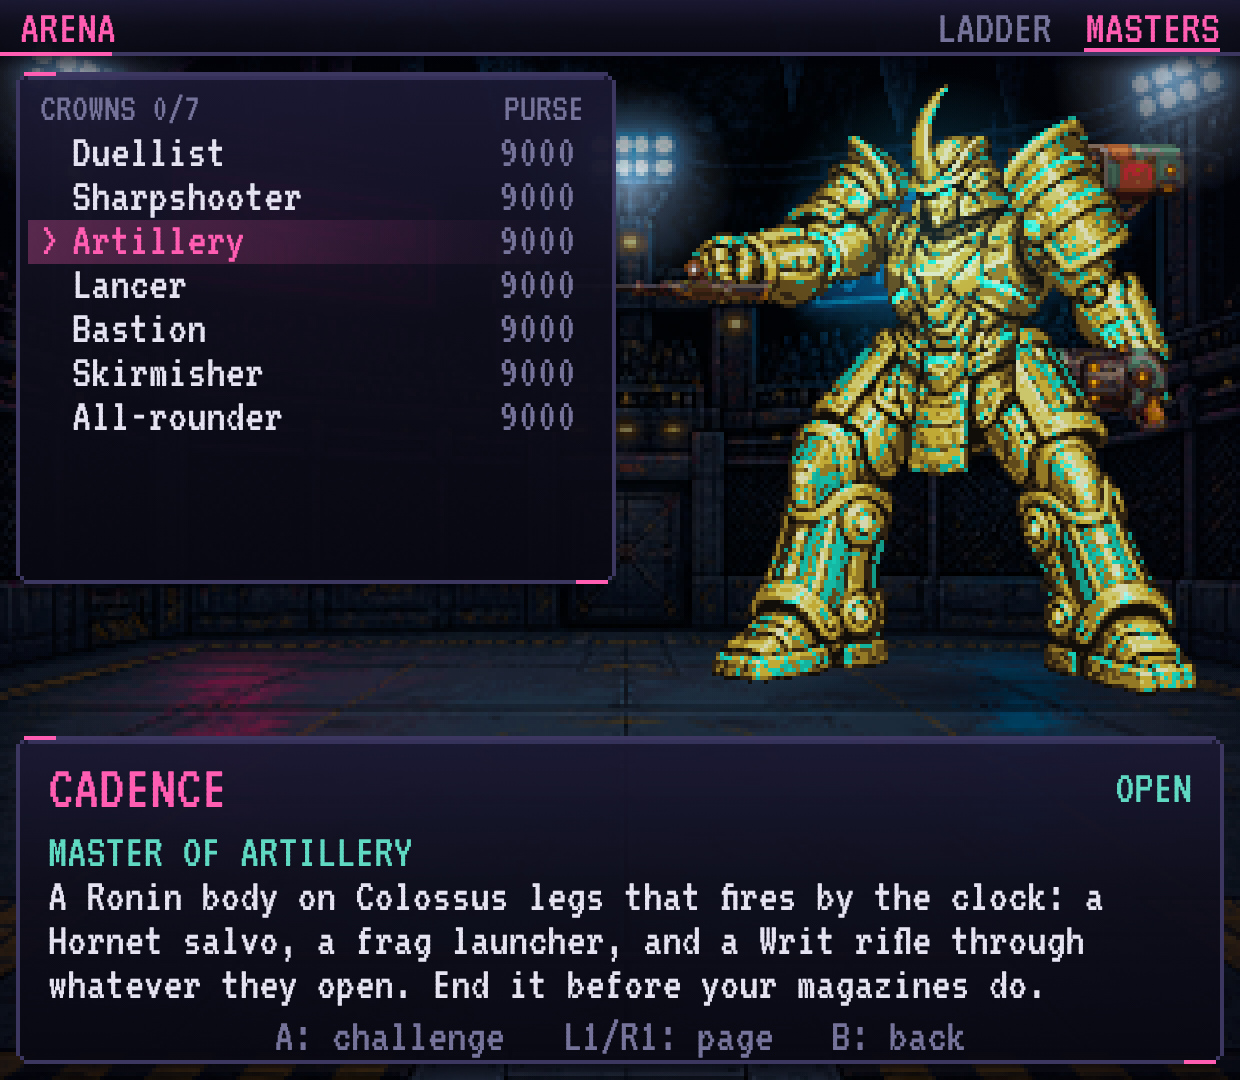 ARENA LADDER MASTERS
CROWNS 0/7 PURSE
Duellist 9000
Sharpshooter 9000
> Artillery 9000
Lancer 9000
Bastion 9000
Skirmisher 9000
All-rounder 9000
CADENCE OPEN
MASTER OF ARTILLERY
A Ronin body on Colossus legs that fires by the clock: a
Hornet salvo, a frag launcher, and a Writ rifle through
whatever they open. End it before your magazines do.
A: challenge L1/R1: page B: back